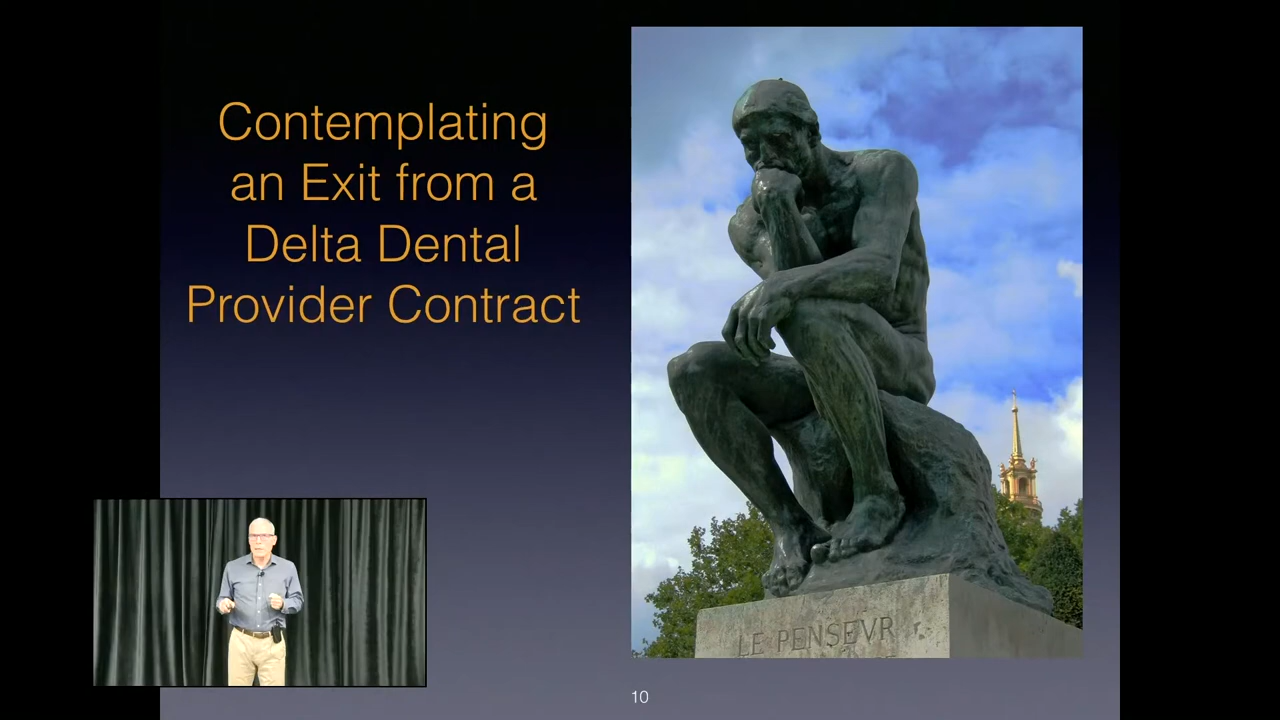 Contemplating
an Exit from a
Delta Dental
Provider Contract
LE PENSEVR
10